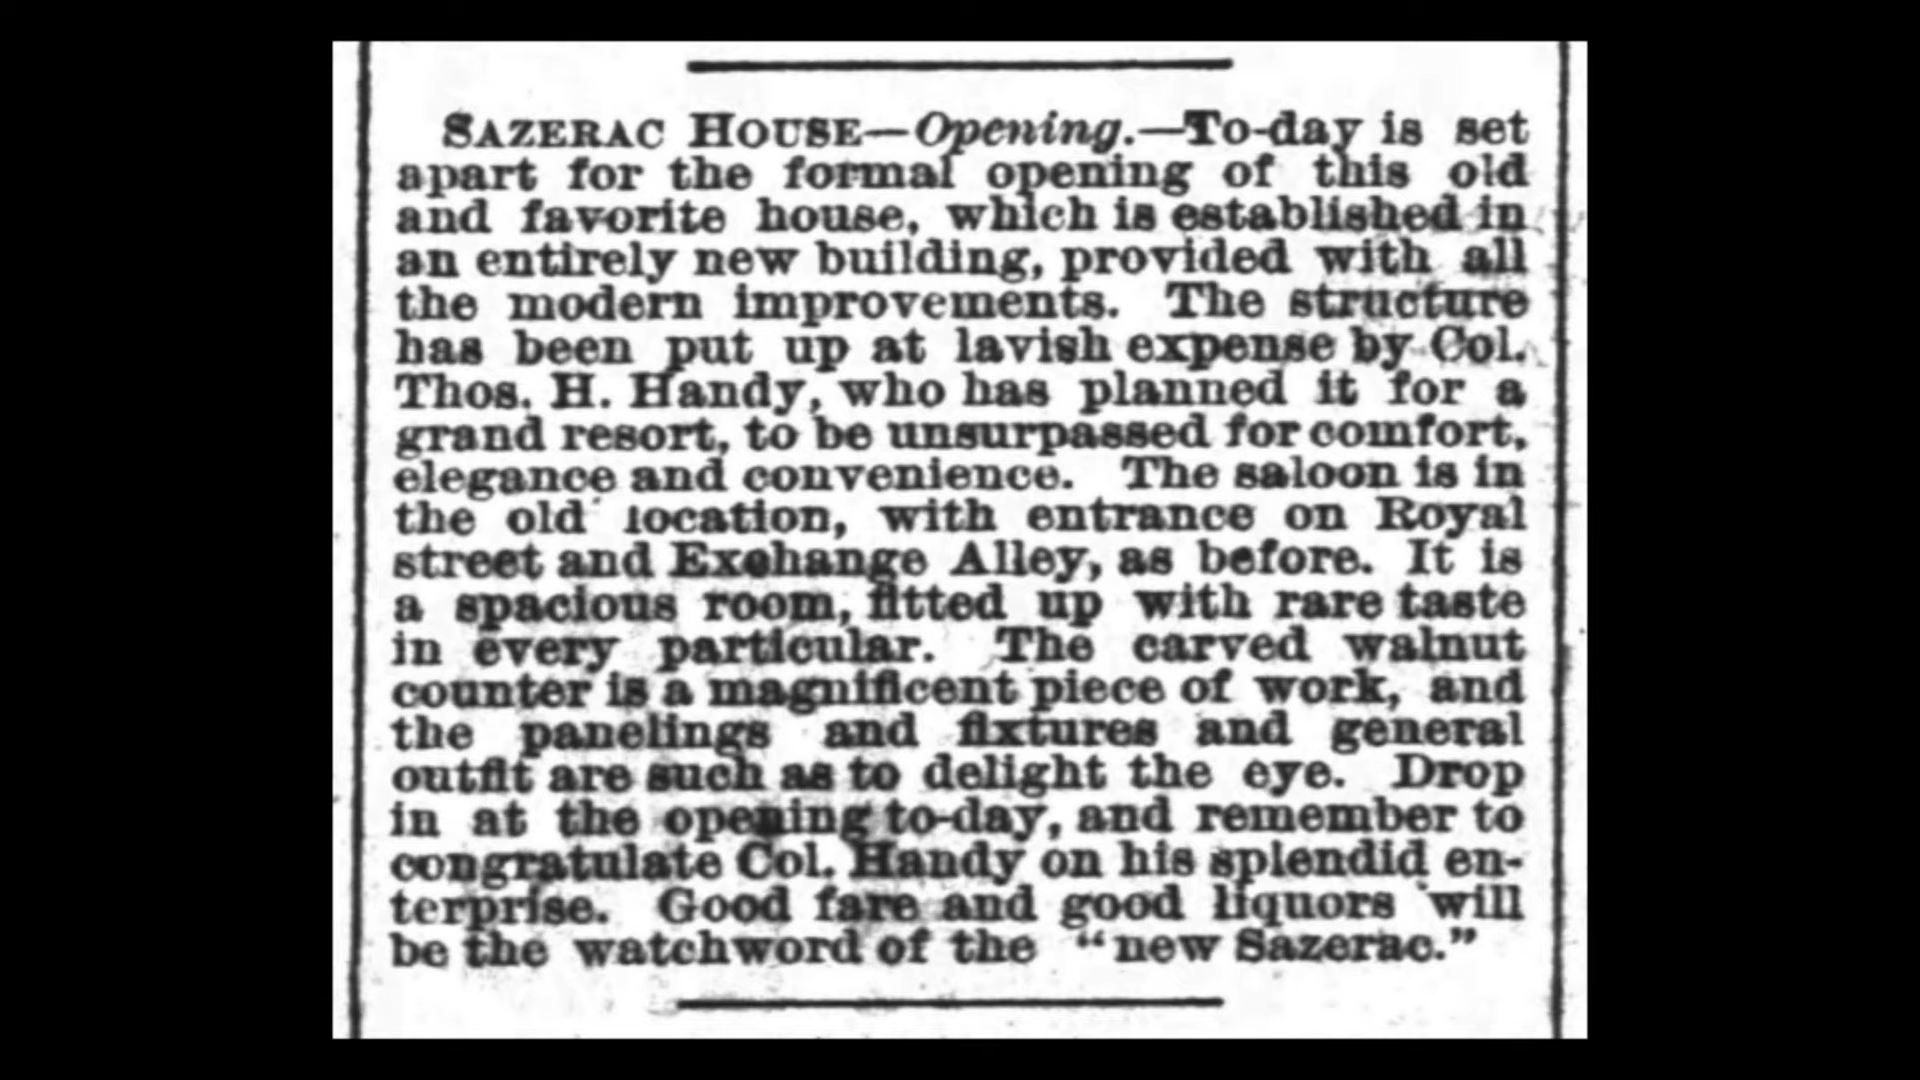 SAZERAC HOUSE—Opening.—To-day is set
apart for the formal opening of this old
and favorite house, which is established in
an entirely new building, provided with all
the modern improvements. The structure
has been put up at lavish expense by Col.
Thos. H. Handy, who has planned it for a
grand resort, to be unsurpassed for comfort,
elegance and convenience. The saloon is in
the old location, with entrance on Royal
street and Exchange Alley, as before. It is
a spacious room, fitted up with rare taste
in every particular. The carved walnut
counter is a magnificent piece of work, and
the panelings and fixtures and general
outfit are such as to delight the eye. Drop
in at the opening to-day, and remember to
congratulate Col. Handy on his splendid en-
terprise. Good fare and good liquors will
be the watchword of the "new Sazerac."